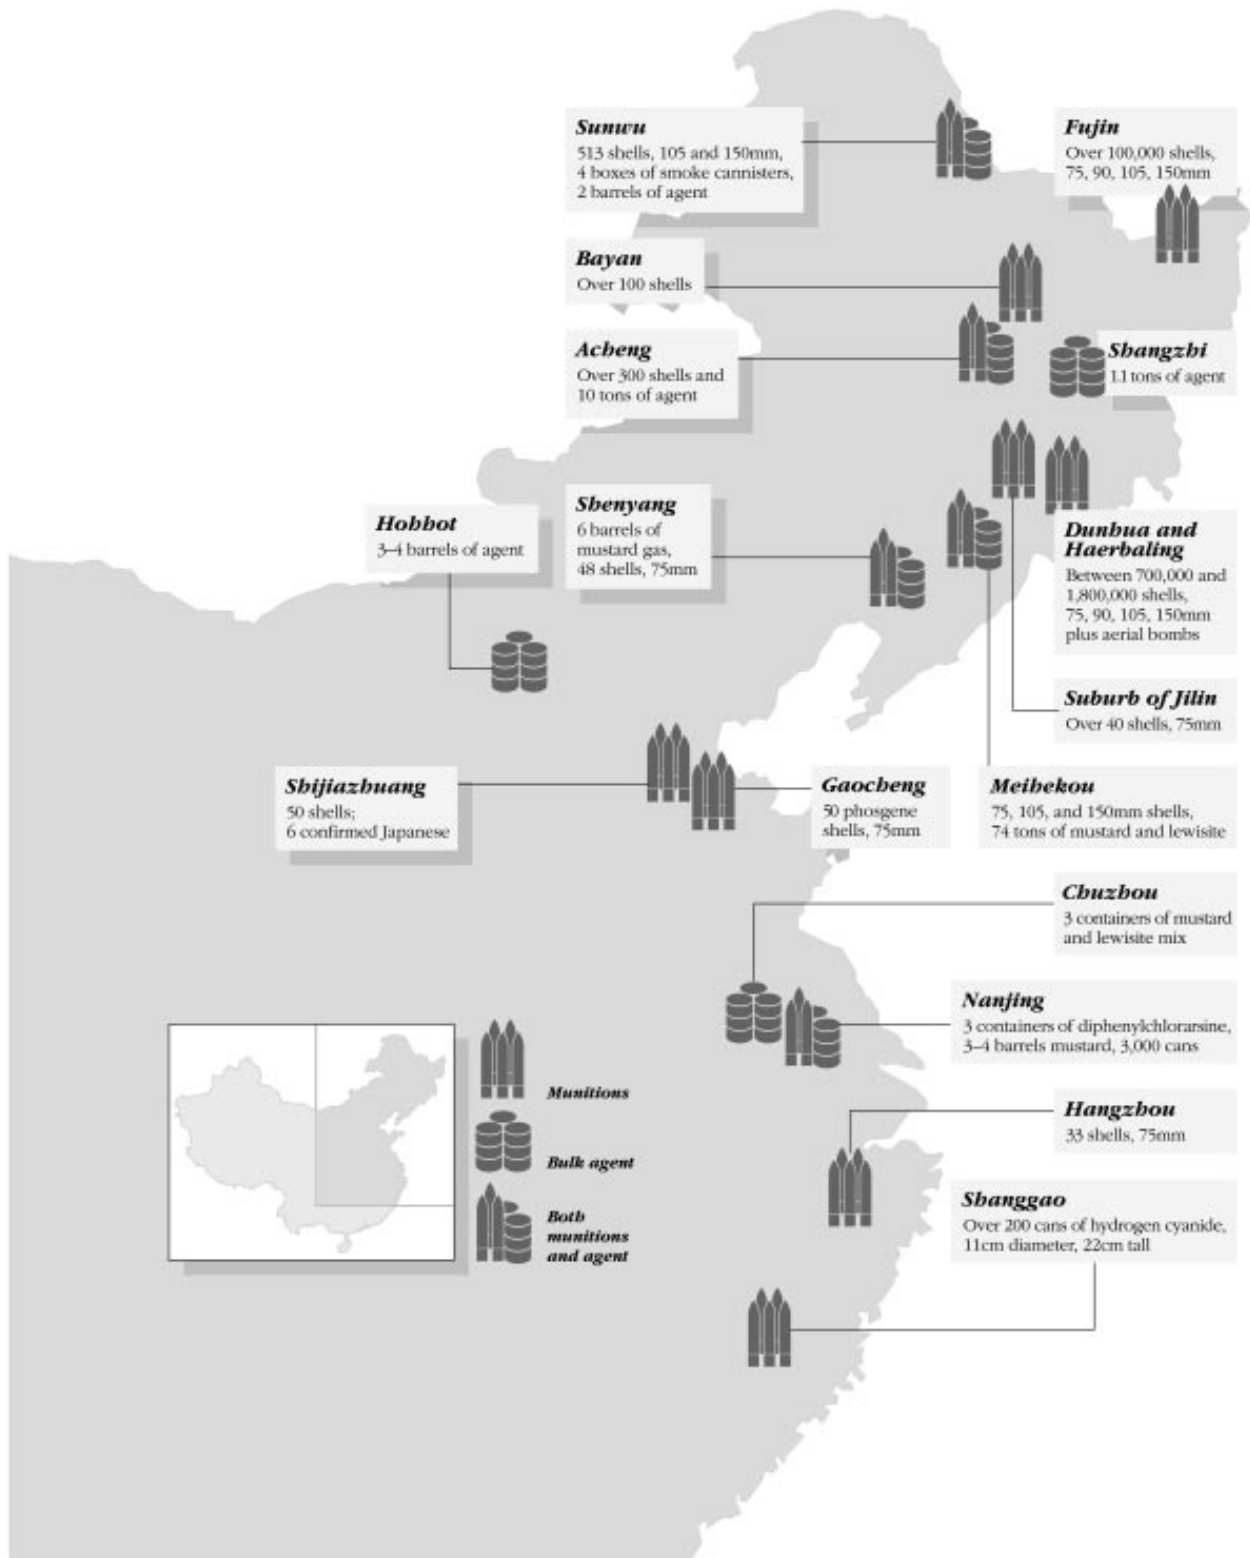 Sunwu
513 shells, 105 and 150mm,
4 boxes of smoke cannisters,
2 barrels of agent
Fujin
Over 100,000 shells,
75, 90, 105, 150mm
Bayan
Over 100 shells
Acheng
Over 300 shells and
10 tons of agent
Shangzhi
1.1 tons of agent
Hohhot
3–4 barrels of agent
Shenyang
6 barrels of
mustard gas,
48 shells, 75mm
Dunhua and
Haerbaling
Between 700,000 and
1,800,000 shells,
75, 90, 105, 150mm
plus aerial bombs
Suburb of Jilin
Over 40 shells, 75mm
Shijiazhuang
50 shells;
6 confirmed Japanese
Gaocheng
50 phosgene
shells, 75mm
Meihekou
75, 105, and 150mm shells,
74 tons of mustard and lewisite
Chuzhou
3 containers of mustard
and lewisite mix
Nanjing
3 containers of diphenylchlorarsine,
3–4 barrels mustard, 3,000 cans
Hangzhou
33 shells, 75mm
Shanggao
Over 200 cans of hydrogen cyanide,
11cm diameter, 22cm tall
Munitions
Bulk agent
Both
munitions
and agent